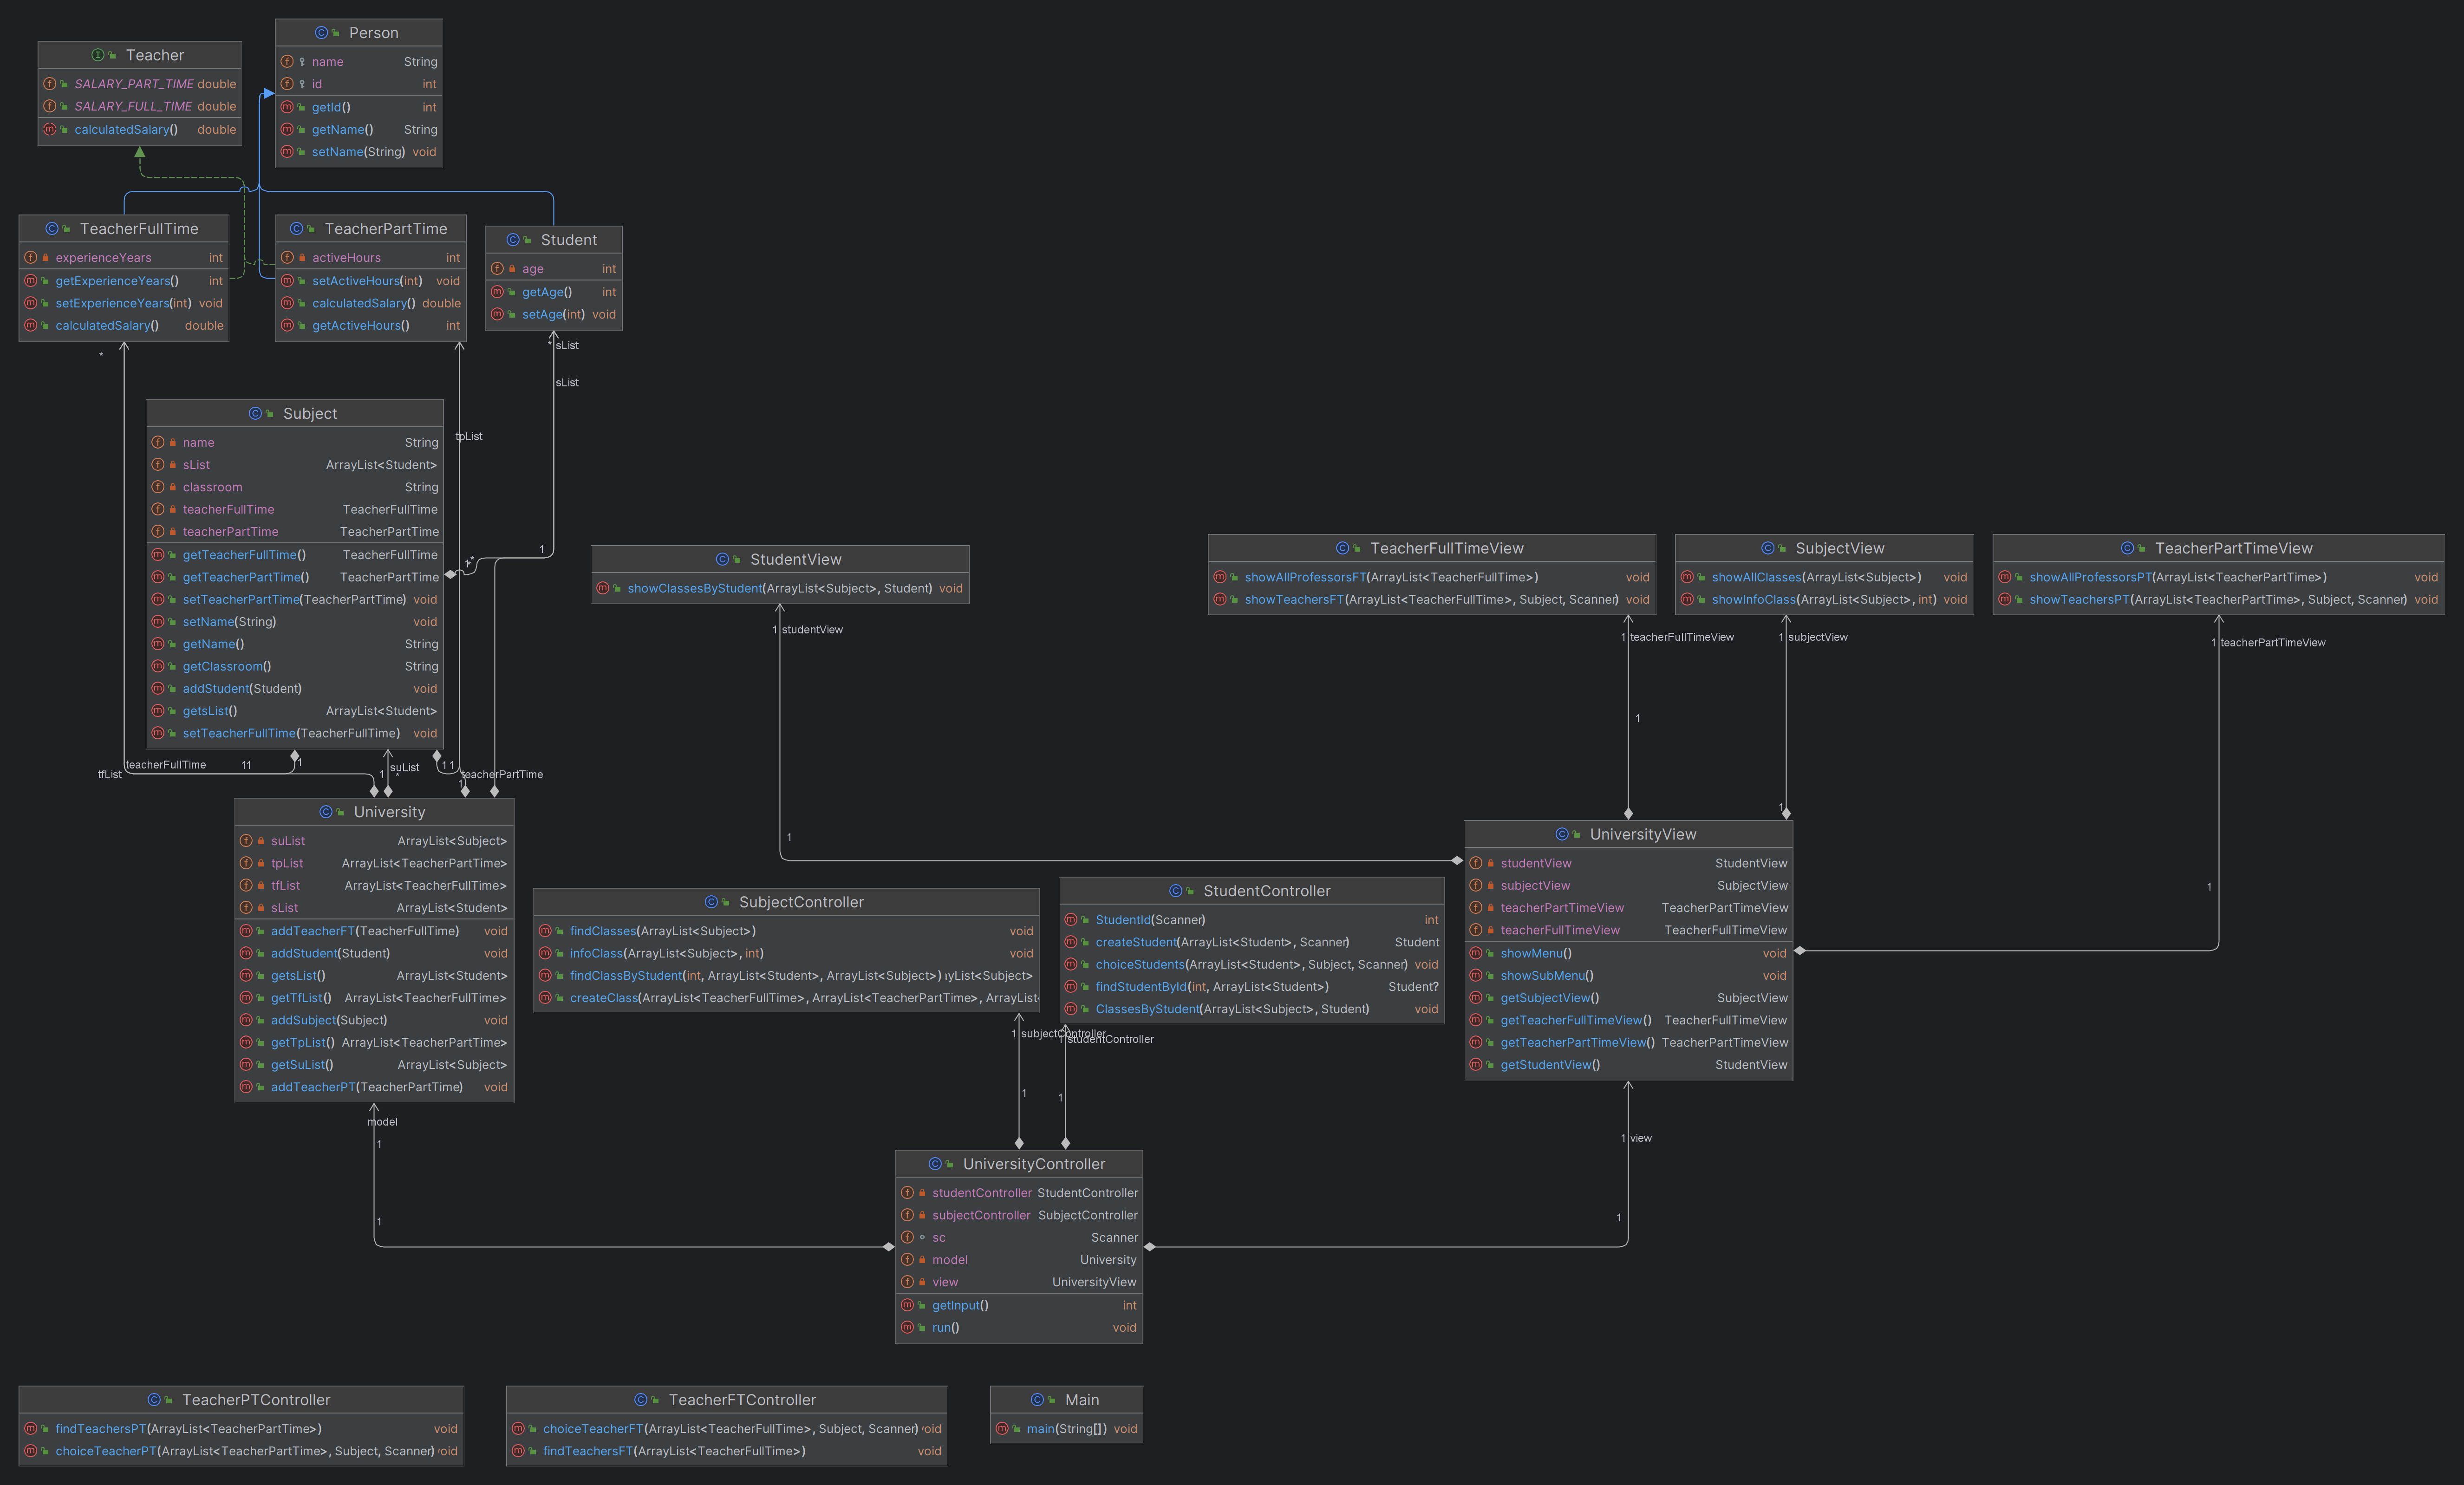 Teacher
SALARY_PART_TIME double
SALARY_FULL_TIME double
calculatedSalary() double
Person
name String
id int
getId() int
getName() String
setName(String) void
TeacherFullTime
experienceYears int
getExperienceYears() int
setExperienceYears(int) void
calculatedSalary() double
TeacherPartTime
activeHours int
setActiveHours(int) void
calculatedSalary() double
getActiveHours() int
Student
age int
getAge() int
setAge(int) void
*
* sList
sList
tpList
Subject
name String
sList ArrayList<Student>
classroom String
teacherFullTime TeacherFullTime
teacherPartTime TeacherPartTime
getTeacherFullTime() TeacherFullTime
getTeacherPartTime() TeacherPartTime
setTeacherPartTime(TeacherPartTime) void
setName(String) void
getName() String
getClassroom() String
addStudent(Student) void
getsList() ArrayList<Student>
setTeacherFullTime(TeacherFullTime) void
1
1
*
StudentView
showClassesByStudent(ArrayList<Subject>, Student) void
1 studentView
1
TeacherFullTimeView
showAllProfessorsFT(ArrayList<TeacherFullTime>) void
showTeachersFT(ArrayList<TeacherFullTime>, Subject, Scanner) void
1 teacherFullTimeView
1
SubjectView
showAllClasses(ArrayList<Subject>) void
showInfoClass(ArrayList<Subject>, int) void
1 subjectView
1
TeacherPartTimeView
showAllProfessorsPT(ArrayList<TeacherPartTime>) void
showTeachersPT(ArrayList<TeacherPartTime>, Subject, Scanner) void
1 teacherPartTimeView
1
tfList
teacherFullTime
1 1
1
1
suList
*
1 1
teacherPartTime
1
University
suList ArrayList<Subject>
tpList ArrayList<TeacherPartTime>
tfList ArrayList<TeacherFullTime>
sList ArrayList<Student>
addTeacherFT(TeacherFullTime) void
addStudent(Student) void
getsList() ArrayList<Student>
getTfList() ArrayList<TeacherFullTime>
addSubject(Subject) void
getTpList() ArrayList<TeacherPartTime>
getSuList() ArrayList<Subject>
addTeacherPT(TeacherPartTime) void
model
1
1
SubjectController
findClasses(ArrayList<Subject>) void
infoClass(ArrayList<Subject>, int) void
findClassByStudent(int, ArrayList<Student>, ArrayList<Subject>) ıyList<Subject>
createClass(ArrayList<TeacherFullTime>, ArrayList<TeacherPartTime>, ArrayList‹
1 subjectController
1
StudentController
StudentId(Scanner) int
createStudent(ArrayList<Student>, Scanner) Student
choiceStudents(ArrayList<Student>, Subject, Scanner) void
findStudentById(int, ArrayList<Student>) Student?
ClassesByStudent(ArrayList<Subject>, Student) void
1 studentController
1
UniversityView
studentView StudentView
subjectView SubjectView
teacherPartTimeView TeacherPartTimeView
teacherFullTimeView TeacherFullTimeView
showMenu() void
showSubMenu() void
getSubjectView() SubjectView
getTeacherFullTimeView() TeacherFullTimeView
getTeacherPartTimeView() TeacherPartTimeView
getStudentView() StudentView
1 view
1
UniversityController
studentController StudentController
subjectController SubjectController
sc Scanner
model University
view UniversityView
getInput() int
run() void
TeacherPTController
findTeachersPT(ArrayList<TeacherPartTime>) void
choiceTeacherPT(ArrayList<TeacherPartTime>, Subject, Scanner) void
TeacherFTController
choiceTeacherFT(ArrayList<TeacherFullTime>, Subject, Scanner) void
findTeachersFT(ArrayList<TeacherFullTime>) void
Main
main(String[]) void